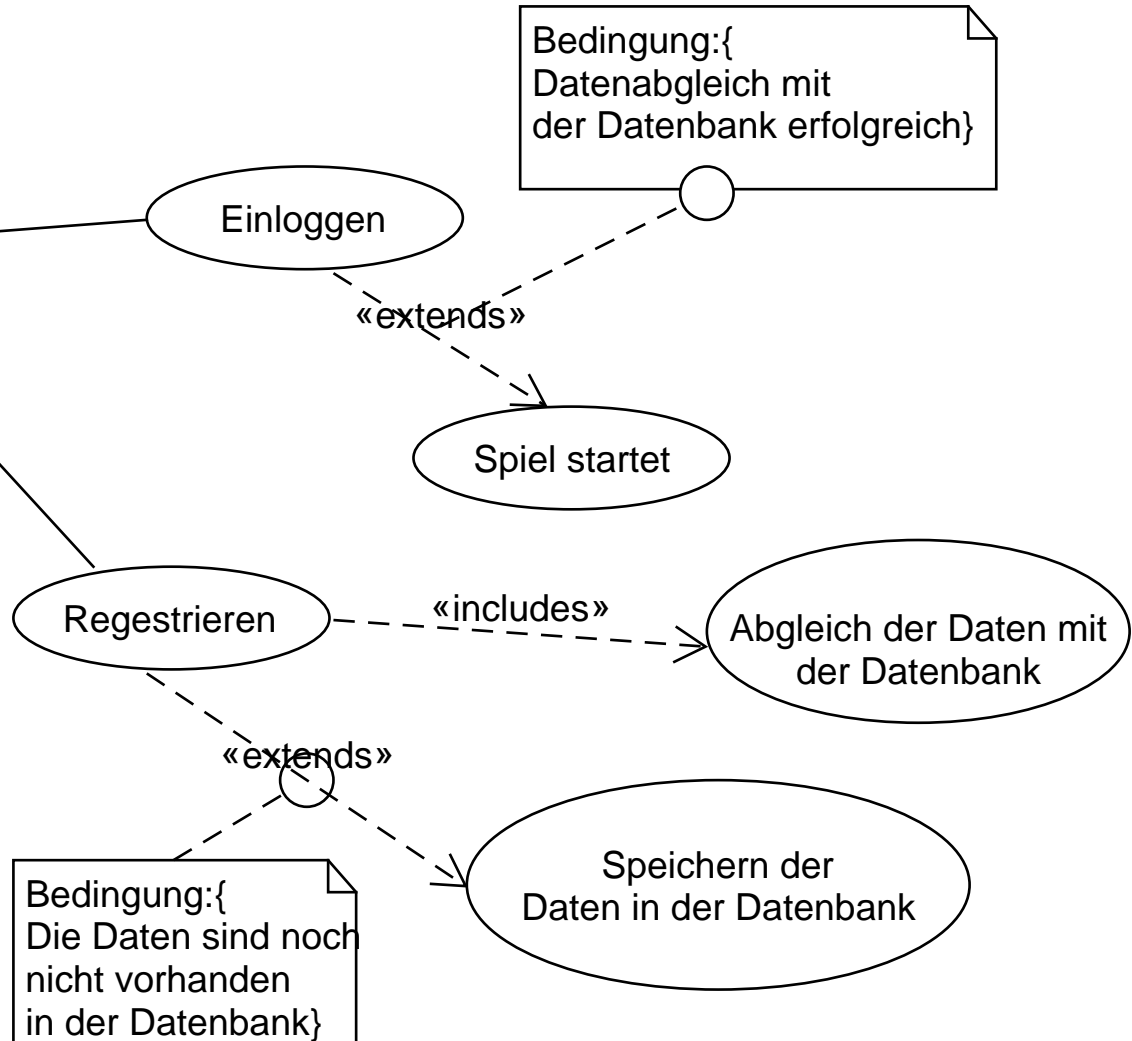 Bedingung:{
Datenabgleich mit
der Datenbank erfolgreich}
Einloggen
«extends»
Spiel startet
Regestrieren
«includes»
Abgleich der Daten mit
der Datenbank
«extends»
Speichern der
Daten in der Datenbank
Bedingung:{
Die Daten sind noch
nicht vorhanden
in der Datenbank}